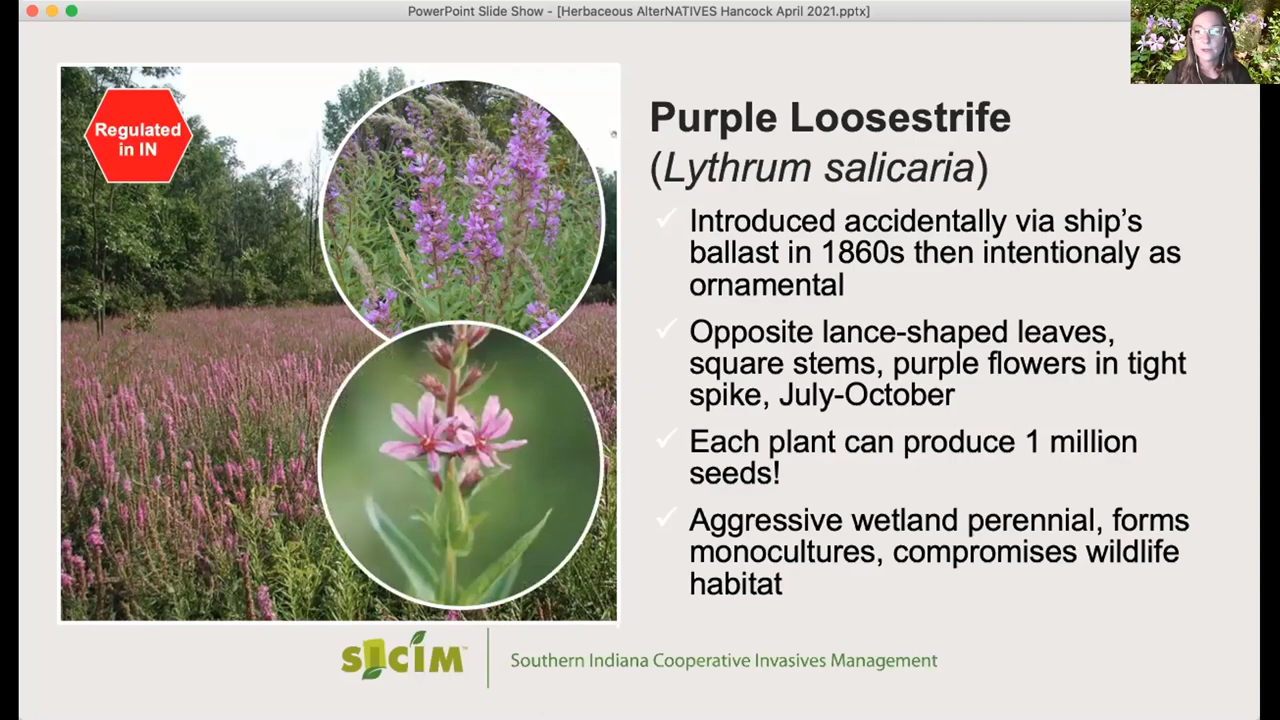 PowerPoint Slide Show - [Herbaceous AlterNATIVES Hancock April 2021.pptx]
Regulated
in IN
Purple Loosestrife
(Lythrum salicaria)
Introduced accidentally via ship's
ballast in 1860s then intentionaly as
ornamental
Opposite lance-shaped leaves,
square stems, purple flowers in tight
spike, July-October
Each plant can produce 1 million
seeds!
Aggressive wetland perennial, forms
monocultures, compromises wildlife
habitat
SICIM™
Southern Indiana Cooperative Invasives Management